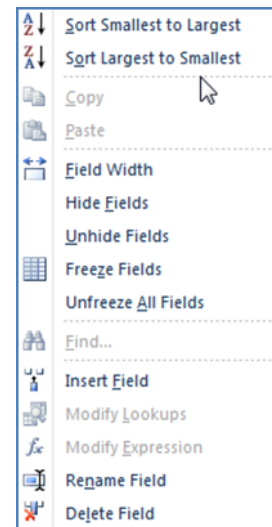 Sort Smallest to Largest
Sort Largest to Smallest
Copy
Paste
Field Width
Hide Fields
Unhide Fields
Freeze Fields
Unfreeze All Fields
Find...
Insert Field
Modify Lookups
Modify Expression
Rename Field
Delete Field